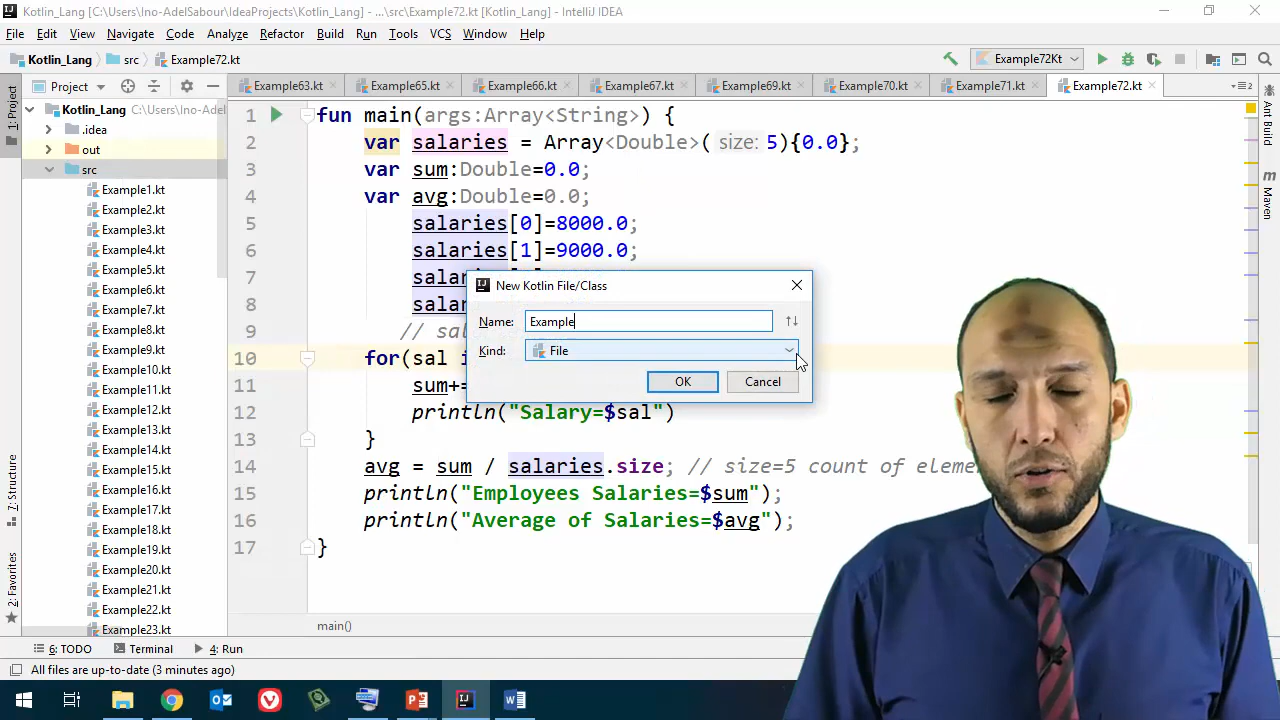 Kotlin_Lang [C:\Users\Ino-AdelSabour\IdeaProjects\Kotlin_Lang] - ...\src\Example72.kt [Kotlin_Lang] - IntelliJ IDEA
File Edit View Navigate Code Analyze Refactor Build Run Tools VCS Window Help
Kotlin_Lang src Example72.kt Example72Kt
Project Example63.kt Example65.kt Example66.kt Example67.kt Example69.kt Example70.kt Example71.kt Example72.kt
1: Project
7: Structure
2: Favorites
Kotlin_Lang C:\Users\Ino-Ade
.idea
out
src
Example1.kt
Example2.kt
Example3.kt
Example4.kt
Example5.kt
Example6.kt
Example7.kt
Example8.kt
Example9.kt
Example10.kt
Example11.kt
Example12.kt
Example13.kt
Example14.kt
Example15.kt
Example16.kt
Example17.kt
Example18.kt
Example19.kt
Example20.kt
Example21.kt
Example22.kt
Example23.kt
1 fun main(args:Array<String>) {
2 var salaries = Array<Double>( size: 5){0.0};
3 var sum:Double=0.0;
4 var avg:Double=0.0;
5 salaries[0]=8000.0;
6 salaries[1]=9000.0;
7 sala
8 sala
9 // sa
10 for(sal i
11 sum+=
12 println("Salary=$sal")
13 }
14 avg = sum / salaries.size; // size=5 count of elem
15 println("Employees Salaries=$sum");
16 println("Average of Salaries=$avg");
17 }
New Kotlin File/Class
Name: Example
Kind: File
OK Cancel
main()
Ant Build
m Maven
6: TODO Terminal 4: Run
All files are up-to-date (3 minutes ago)